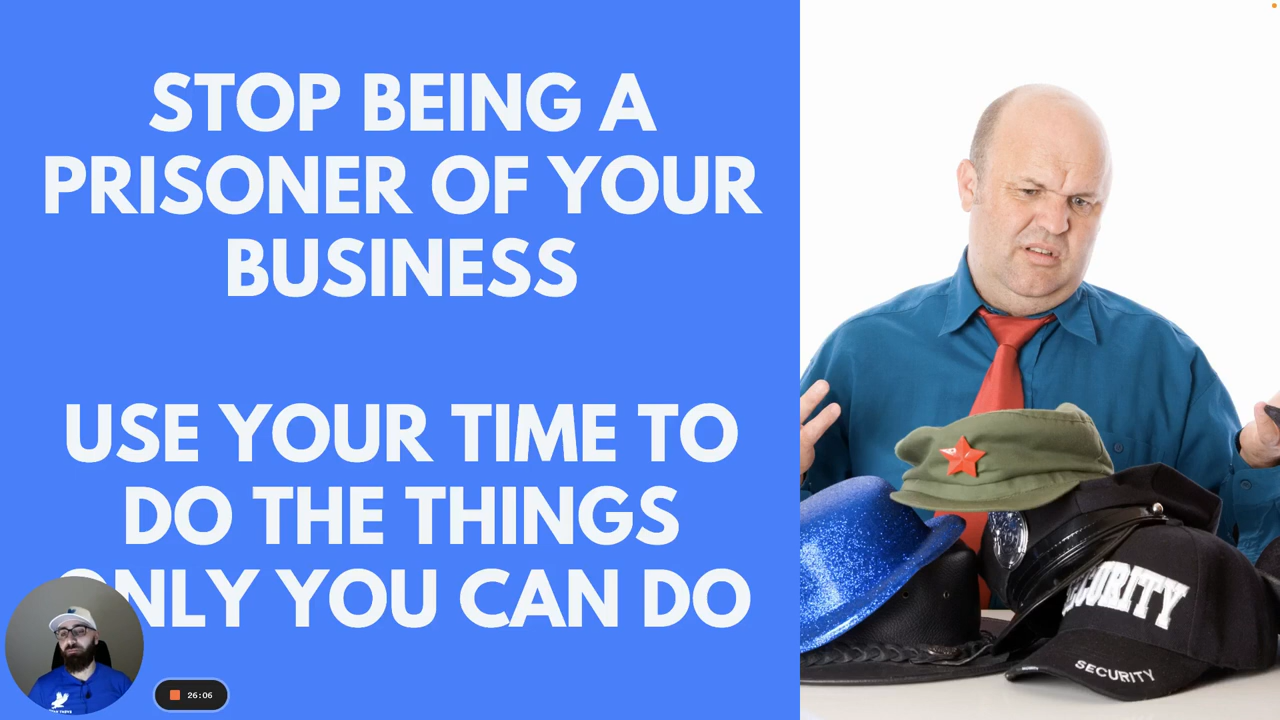 STOP BEING A
PRISONER OF YOUR
BUSINESS
USE YOUR TIME TO
DO THE THINGS
ONLY YOU CAN DO
SECURITY
SECURITY
26:06